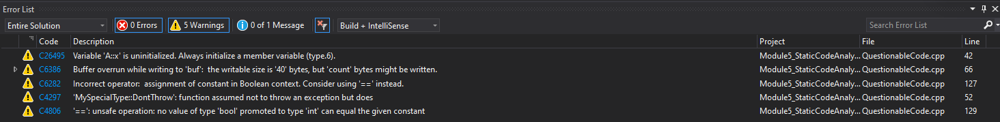 Error List
Entire Solution 0 Errors 5 Warnings 0 of 1 Message Build + IntelliSense Search Error List
Code Description Project File Line
C26495 Variable 'A::x' is uninitialized. Always initialize a member variable (type.6). Module5_StaticCodeAnaly... QuestionableCode.cpp 42
C6386 Buffer overrun while writing to 'buf': the writable size is '40' bytes, but 'count' bytes might be written. Module5_StaticCodeAnaly... QuestionableCode.cpp 66
C6282 Incorrect operator: assignment of constant in Boolean context. Consider using '==' instead. Module5_StaticCodeAnaly... QuestionableCode.cpp 127
C4297 'MySpecialType::DontThrow': function assumed not to throw an exception but does Module5_StaticCodeAnaly... QuestionableCode.cpp 52
C4806 '==': unsafe operation: no value of type 'bool' promoted to type 'int' can equal the given constant Module5_StaticCodeAnaly... QuestionableCode.cpp 129